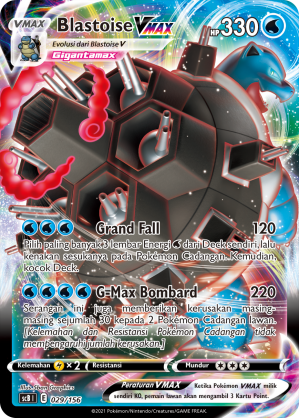 VMAX Blastoise VMAX HP 330
Evolusi dari Blastoise V
Gigantamax
Grand Fall 120
Pilih paling banyak 3 lembar Energi dari Deck sendiri, lalu
kenakan sesukanya pada Pokémon Cadangan. Kemudian,
kocok Deck.
G-Max Bombard 220
Serangan ini juga memberikan kerusakan masing-
masing sejumlah 30 kepada 2 Pokémon Cadangan lawan.
[Kelemahan dan Resistansi Pokémon Cadangan tidak
mempengaruhi jumlah kerusakan.]
Kelemahan ×2 Resistansi Mundur
Illus.
sc3 I E 029/156
Peraturan VMAX
Ketika Pokémon VMAX milik
sendiri KO, pemain lawan akan mengambil 3 Kartu Point.
©2021 Pokémon/Nintendo/Creatures/GAME FREAK.